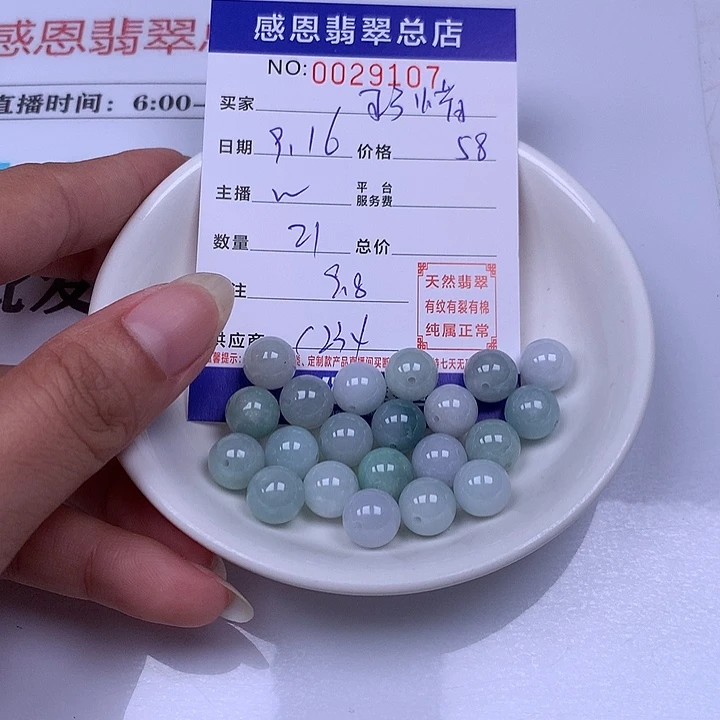 感恩翡翠总
直播时间：6:00-
感恩翡翠总店
NO:0029107
买家
日期 9.16 价格 58
主播 平台服务费
数量 21 总价
注 9.8
供应商 C234
天然翡翠
有纹有裂有棉
纯属正常